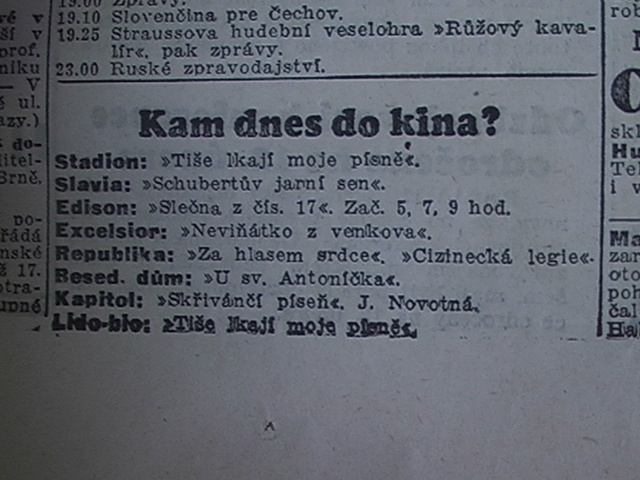 19.00 Zprávy.
19.10 Slovenčina pre Čechov.
19.25 Straussova hudební veselohra »Růžový kava-
lír«, pak zprávy.
23.00 Ruské zpravodajství.
Kam dnes do kina?
Stadion: »Tiše lkají moje písně«.
Slavia: »Schubertův jarní sen«.
Edison: »Slečna z čís. 17«. Zač. 5, 7, 9 hod.
Excelsior: »Neviňátko z venkova«.
Republika: »Za hlasem srdce«. »Cizinecká legie«.
Besed. dům: »U sv. Antoníčka«.
Kapitol: »Skřivánčí píseň«. J. Novotná.
Lido-bio: »Tiše lkají moje písně«.